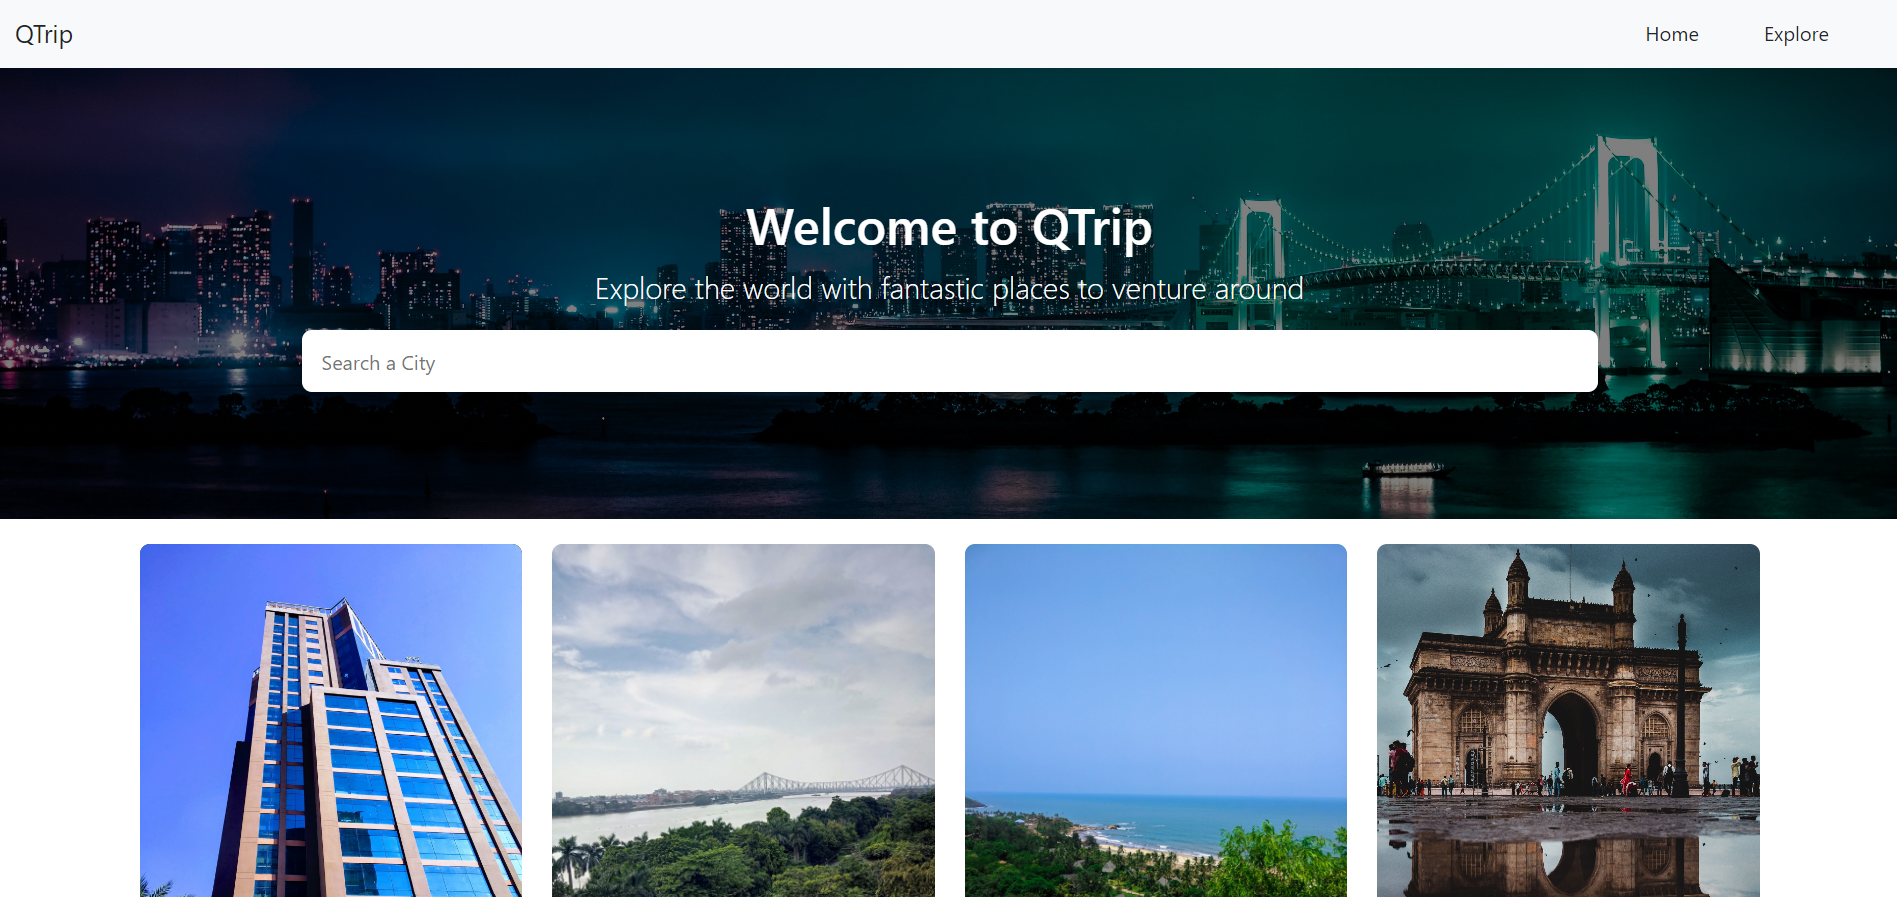 QTrip
Home
Explore
Welcome to QTrip
Explore the world with fantastic places to venture around
Search a City